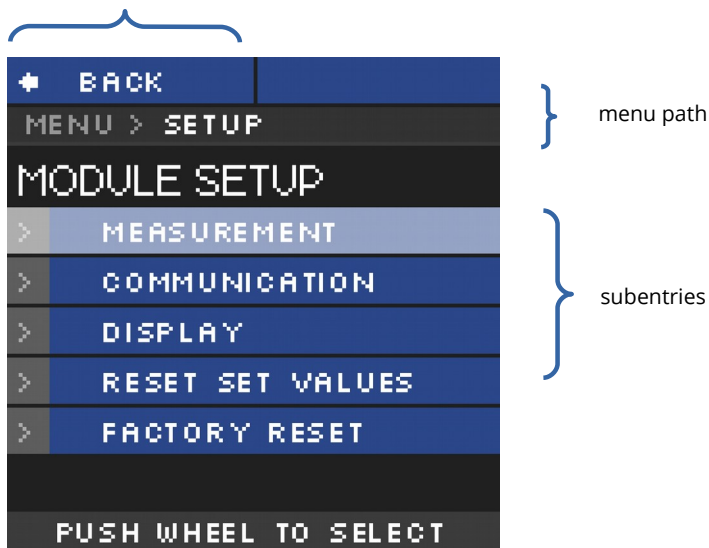 BACK
MENU > SETUP
menu path
MODULE SETUP
> MEASUREMENT
> COMMUNICATION
> DISPLAY
subentries
> RESET SET VALUES
> FACTORY RESET
PUSH WHEEL TO SELECT